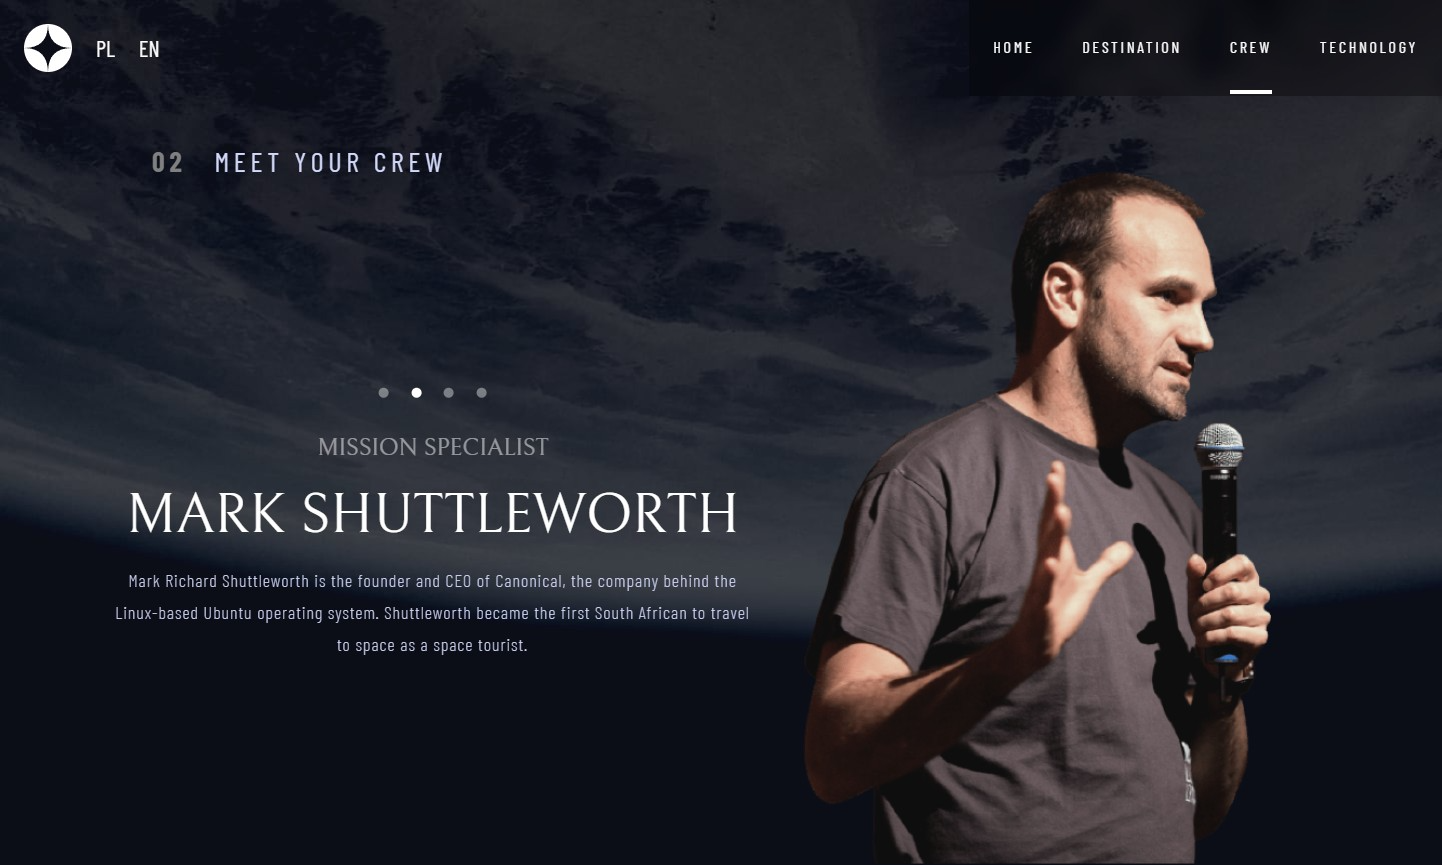 PL EN
HOME DESTINATION CREW TECHNOLOGY
02 MEET YOUR CREW
MISSION SPECIALIST
MARK SHUTTLEWORTH
Mark Richard Shuttleworth is the founder and CEO of Canonical, the company behind the
Linux-based Ubuntu operating system. Shuttleworth became the first South African to travel
to space as a space tourist.